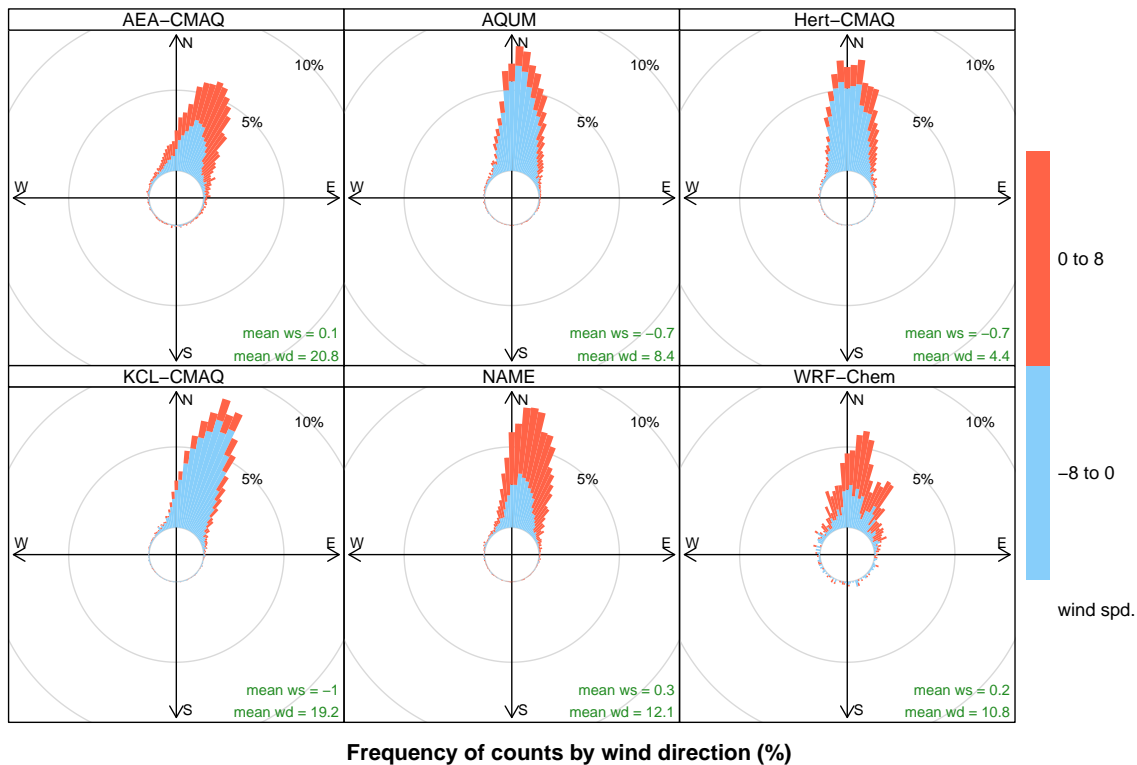 AEA−CMAQ
AQUM
Hert−CMAQ
N
10%
5%
W
E
S
mean ws = 0.1
mean wd = 20.8
N
10%
5%
W
E
S
mean ws = −0.7
mean wd = 8.4
N
10%
5%
W
E
S
mean ws = −0.7
mean wd = 4.4
KCL−CMAQ
NAME
WRF−Chem
N
10%
5%
W
E
S
mean ws = −1
mean wd = 19.2
N
10%
5%
W
E
S
mean ws = 0.3
mean wd = 12.1
N
10%
5%
W
E
S
mean ws = 0.2
mean wd = 10.8
0 to 8
−8 to 0
wind spd.
Frequency of counts by wind direction (%)